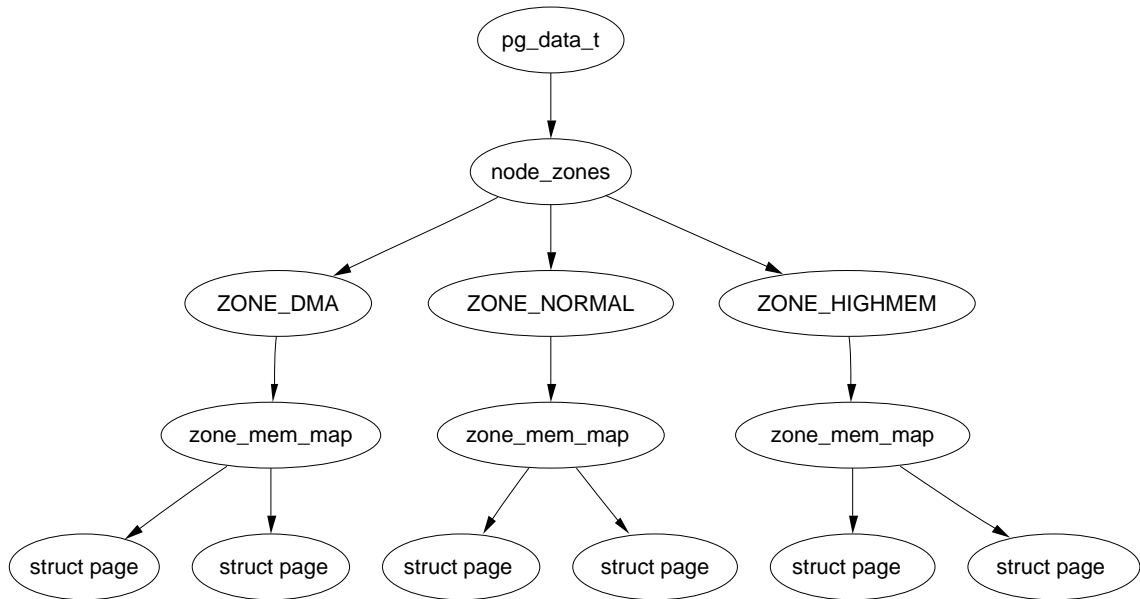 pg_data_t
node_zones
ZONE_DMA ZONE_NORMAL ZONE_HIGHMEM
zone_mem_map zone_mem_map zone_mem_map
struct page struct page struct page struct page struct page struct page